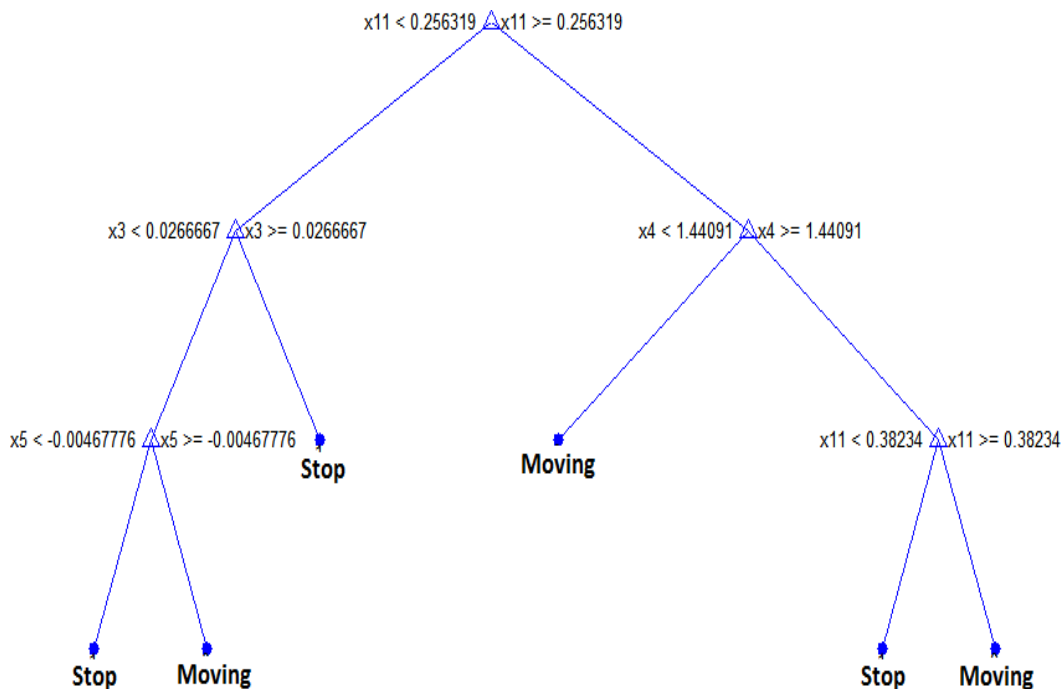 x11 < 0.256319 x11 >= 0.256319
x3 < 0.0266667 x3 >= 0.0266667
x4 < 1.44091 x4 >= 1.44091
x5 < -0.00467776 x5 >= -0.00467776
Stop
Moving
x11 < 0.38234 x11 >= 0.38234
Stop
Moving
Stop
Moving